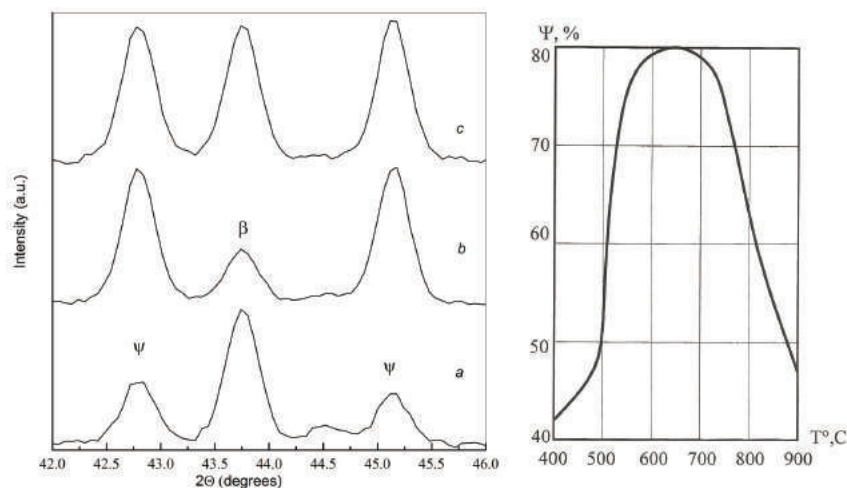 Intensity (a.u.)
c
β
b
ψ
ψ
a
42.0 42.5 43.0 43.5 44.0 44.5 45.0 45.5 46.0
2Θ (degrees)
Ψ, %
80
70
60
50
40
T°,C
400 500 600 700 800 900